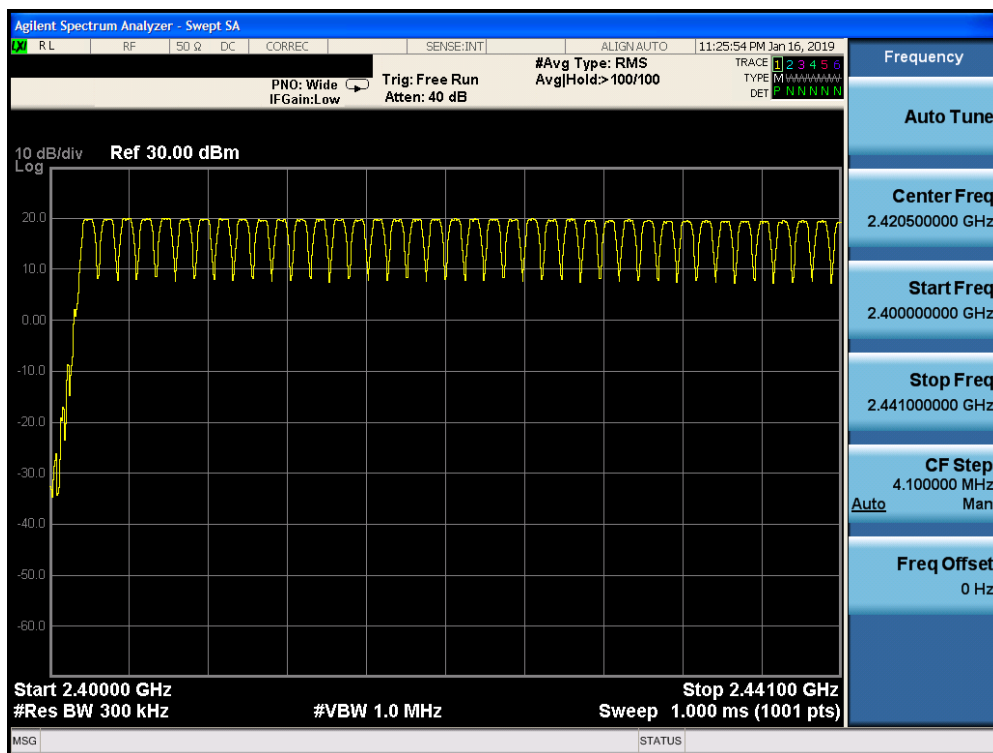 Agilent Spectrum Analyzer - Swept SA
LXI RL RF 50 Ω DC CORREC SENSE:INT ALIGN AUTO 11:25:54 PM Jan 16, 2019
#Avg Type: RMS TRACE 1 2 3 4 5 6
PNO: Wide Trig: Free Run Avg|Hold:>100/100 TYPE M WWWWW
IFGain:Low Atten: 40 dB DET P N N N N N
10 dB/div Ref 30.00 dBm
Log
20.0
10.0
0.00
-10.0
-20.0
-30.0
-40.0
-50.0
-60.0
Start 2.40000 GHz Stop 2.44100 GHz
#Res BW 300 kHz #VBW 1.0 MHz Sweep 1.000 ms (1001 pts)
MSG STATUS
Frequency
Auto Tune
Center Freq
2.420500000 GHz
Start Freq
2.400000000 GHz
Stop Freq
2.441000000 GHz
CF Step
4.100000 MHz
Auto Man
Freq Offset
0 Hz